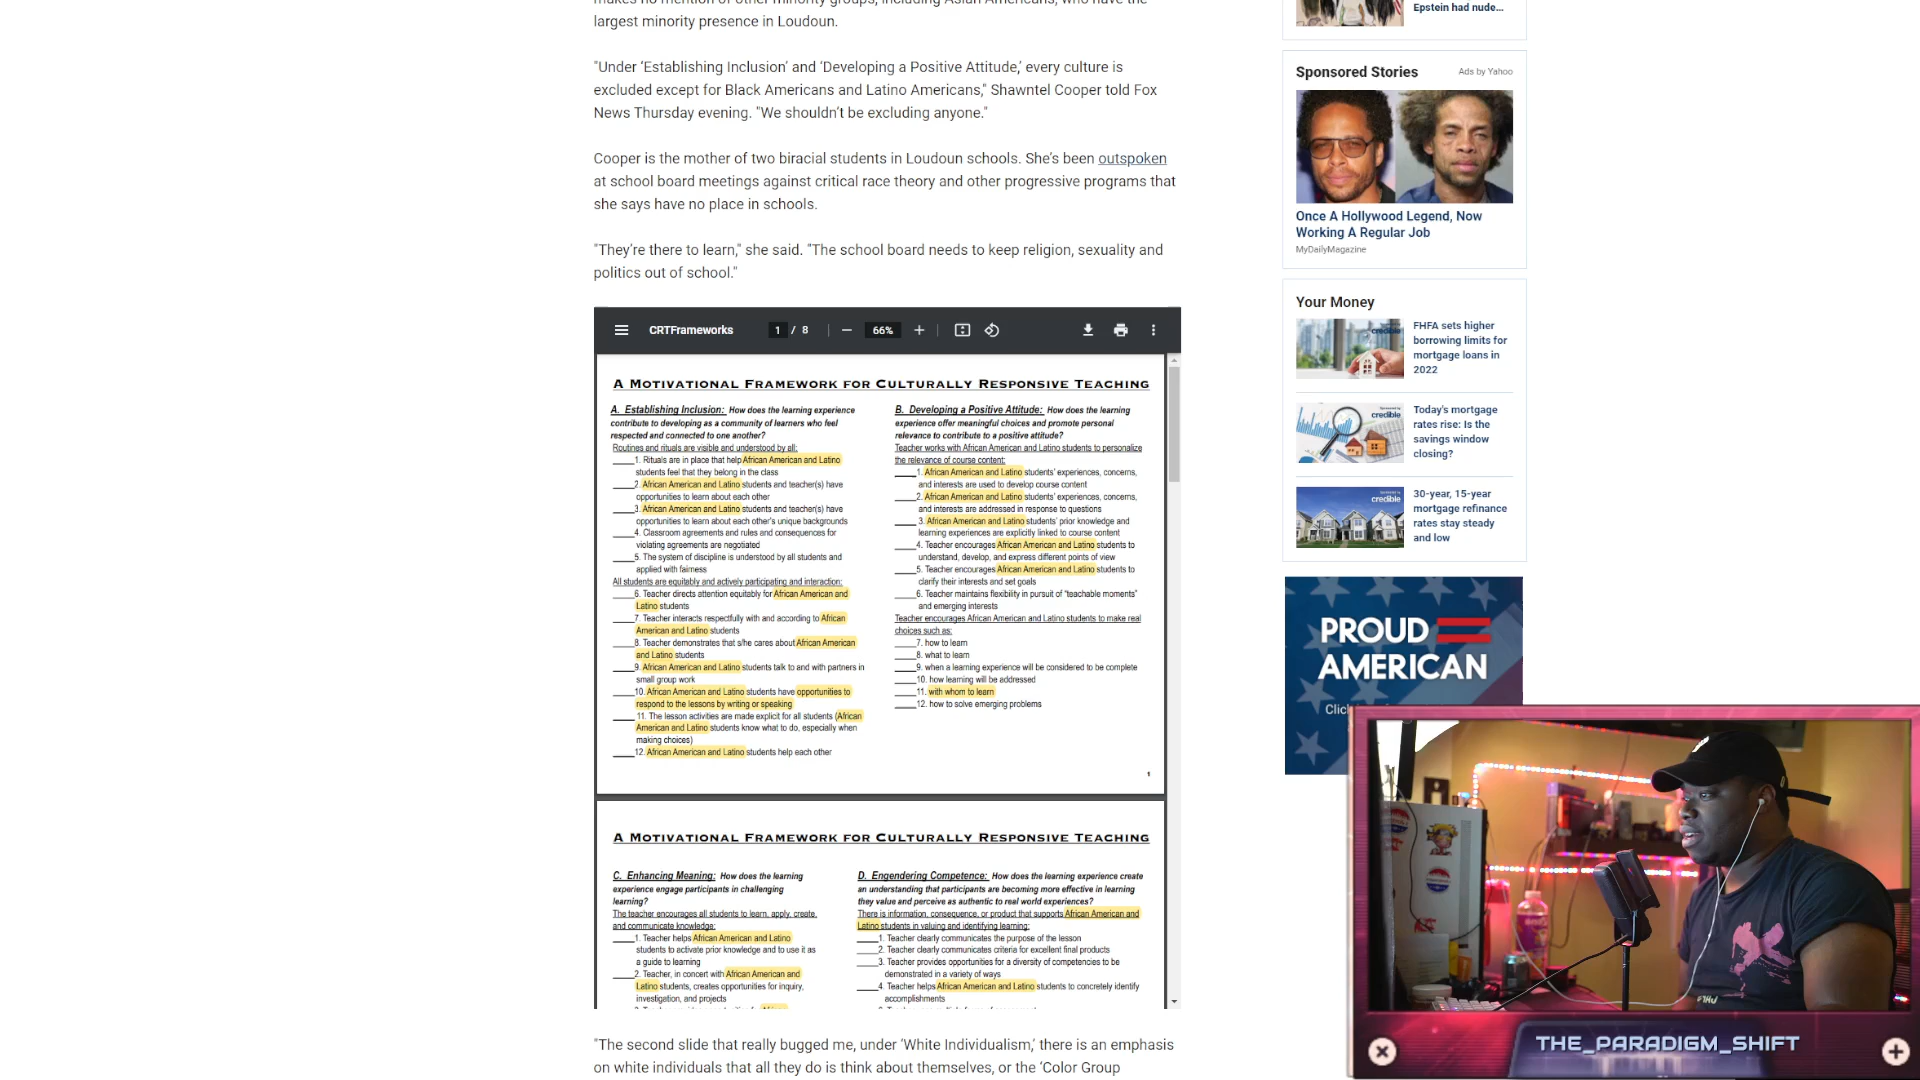 makes no mention of other minority groups, including Asian Americans, who have the
largest minority presence in Loudoun.
"Under ‘Establishing Inclusion’ and ‘Developing a Positive Attitude,’ every culture is
excluded except for Black Americans and Latino Americans," Shawntel Cooper told Fox
News Thursday evening. "We shouldn’t be excluding anyone."
Cooper is the mother of two biracial students in Loudoun schools. She’s been outspoken
at school board meetings against critical race theory and other progressive programs that
she says have no place in schools.
"They’re there to learn," she said. "The school board needs to keep religion, sexuality and
politics out of school."
CRTFrameworks 1 / 8 66%
A Motivational Framework for Culturally Responsive Teaching
A. Establishing Inclusion: How does the learning experience
contribute to developing as a community of learners who feel
respected and connected to one another?
Routines and rituals are visible and understood by all:
1. Rituals are in place that help African American and Latino
students feel that they belong in the class
2. African American and Latino students and teacher(s) have
opportunities to learn about each other
3. African American and Latino students and teacher(s) have
opportunities to learn about each other's unique backgrounds
4. Classroom agreements and rules and consequences for
violating agreements are negotiated
5. The system of discipline is understood by all students and
applied with fairness
All students are equitably and actively participating and interaction:
6. Teacher directs attention equitably for African American and
Latino students
7. Teacher interacts respectfully with and according to African
American and Latino students
8. Teacher demonstrates that s/he cares about African American
and Latino students
9. African American and Latino students talk to and with partners in
small group work
10. African American and Latino students have opportunities to
respond to the lessons by writing or speaking
11. The lesson activities are made explicit for all students (African
American and Latino students know what to do, especially when
making choices)
12. African American and Latino students help each other
B. Developing a Positive Attitude: How does the learning
experience offer meaningful choices and promote personal
relevance to contribute to a positive attitude?
Teacher works with African American and Latino students to personalize
the relevance of course content:
1. African American and Latino students' experiences, concerns,
and interests are used to develop course content
2. African American and Latino students' experiences, concerns,
and interests are addressed in response to questions
3. African American and Latino students' prior knowledge and
learning experiences are explicitly linked to course content
4. Teacher encourages African American and Latino students to
understand, develop, and express different points of view
5. Teacher encourages African American and Latino students to
clarify their interests and set goals
6. Teacher maintains flexibility in pursuit of "teachable moments"
and emerging interests
Teacher encourages African American and Latino students to make real
choices such as:
7. how to learn
8. what to learn
9. when a learning experience will be considered to be complete
10. how learning will be addressed
11. with whom to learn
12. how to solve emerging problems
1
A Motivational Framework for Culturally Responsive Teaching
C. Enhancing Meaning: How does the learning
experience engage participants in challenging
learning?
The teacher encourages all students to learn, apply, create,
and communicate knowledge:
1. Teacher helps African American and Latino
students to activate prior knowledge and to use it as
a guide to learning
2. Teacher, in concert with African American and
Latino students, creates opportunities for inquiry,
investigation, and projects
D. Engendering Competence: How does the learning experience create
an understanding that participants are becoming more effective in learning
they value and perceive as authentic to real world experiences?
There is information, consequence, or product that supports African American and
Latino students in valuing and identifying learning:
1. Teacher clearly communicates the purpose of the lesson
2. Teacher clearly communicates criteria for excellent final products
3. Teacher provides opportunities for a diversity of competencies to be
demonstrated in a variety of ways
4. Teacher helps African American and Latino students to concretely identify
accomplishments
"The second slide that really bugged me, under ‘White Individualism,’ there is an emphasis
on white individuals that all they do is think about themselves, or the ‘Color Group
Epstein had nude...
Sponsored Stories Ads by Yahoo
Once A Hollywood Legend, Now
Working A Regular Job
MyDailyMagazine
Your Money
credible
FHFA sets higher
borrowing limits for
mortgage loans in
2022
credible
Today's mortgage
rates rise: Is the
savings window
closing?
credible
30-year, 15-year
mortgage refinance
rates stay steady
and low
PROUD
AMERICAN
Clic
THE_PARADIGM_SHIFT